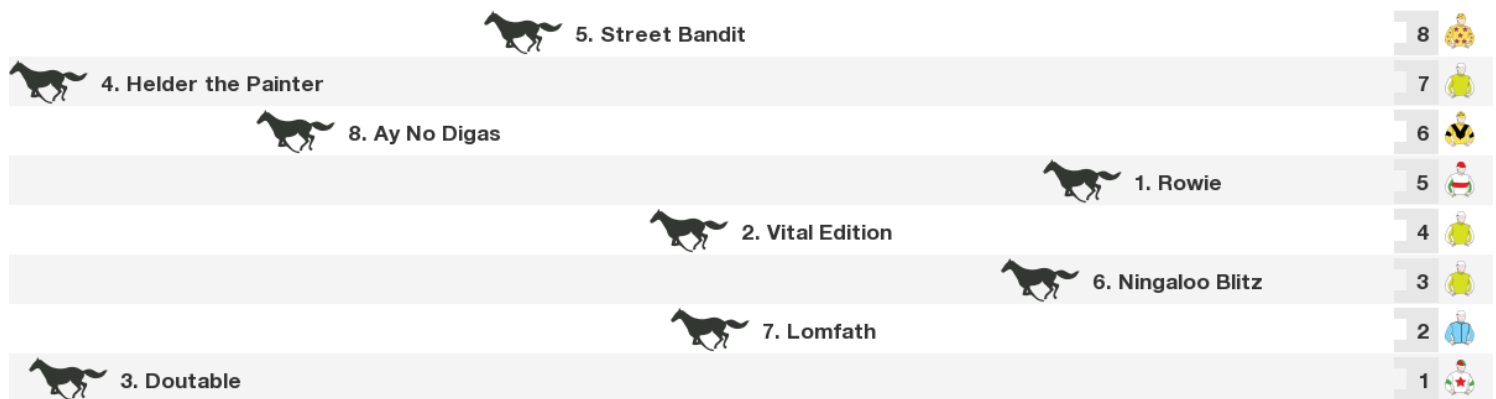 5. Street Bandit 8
4. Helder the Painter 7
8. Ay No Digas 6
1. Rowie 5
2. Vital Edition 4
6. Ningaloo Blitz 3
7. Lomfath 2
3. Doutable 1